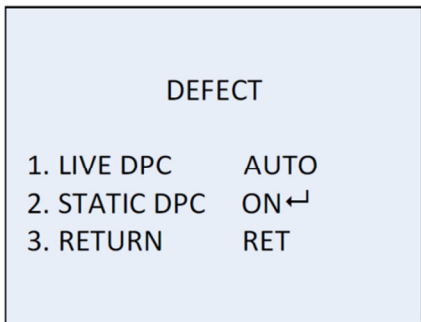 DEFECT
1. LIVE DPC AUTO
2. STATIC DPC ON↵
3. RETURN RET